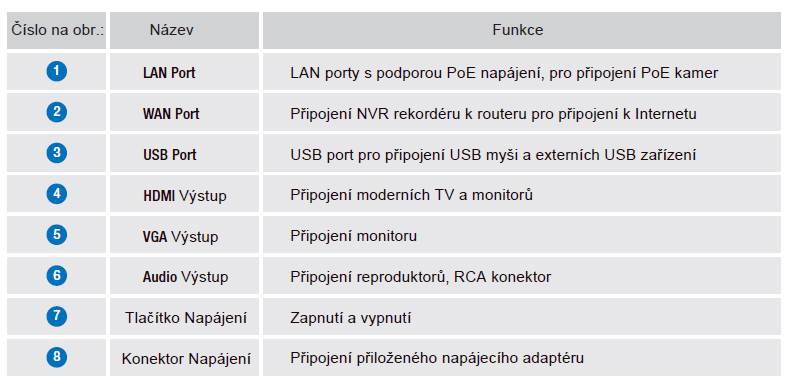 Číslo na obr.: Název Funkce
1 LAN Port LAN porty s podporou PoE napájení, pro připojení PoE kamer
2 WAN Port Připojení NVR rekordéru k routeru pro připojení k Internetu
3 USB Port USB port pro připojení USB myši a externích USB zařízení
4 HDMI Výstup Připojení moderních TV a monitorů
5 VGA Výstup Připojení monitoru
6 Audio Výstup Připojení reproduktorů, RCA konektor
7 Tlačítko Napájení Zapnutí a vypnutí
8 Konektor Napájení Připojení přiloženého napájecího adaptéru